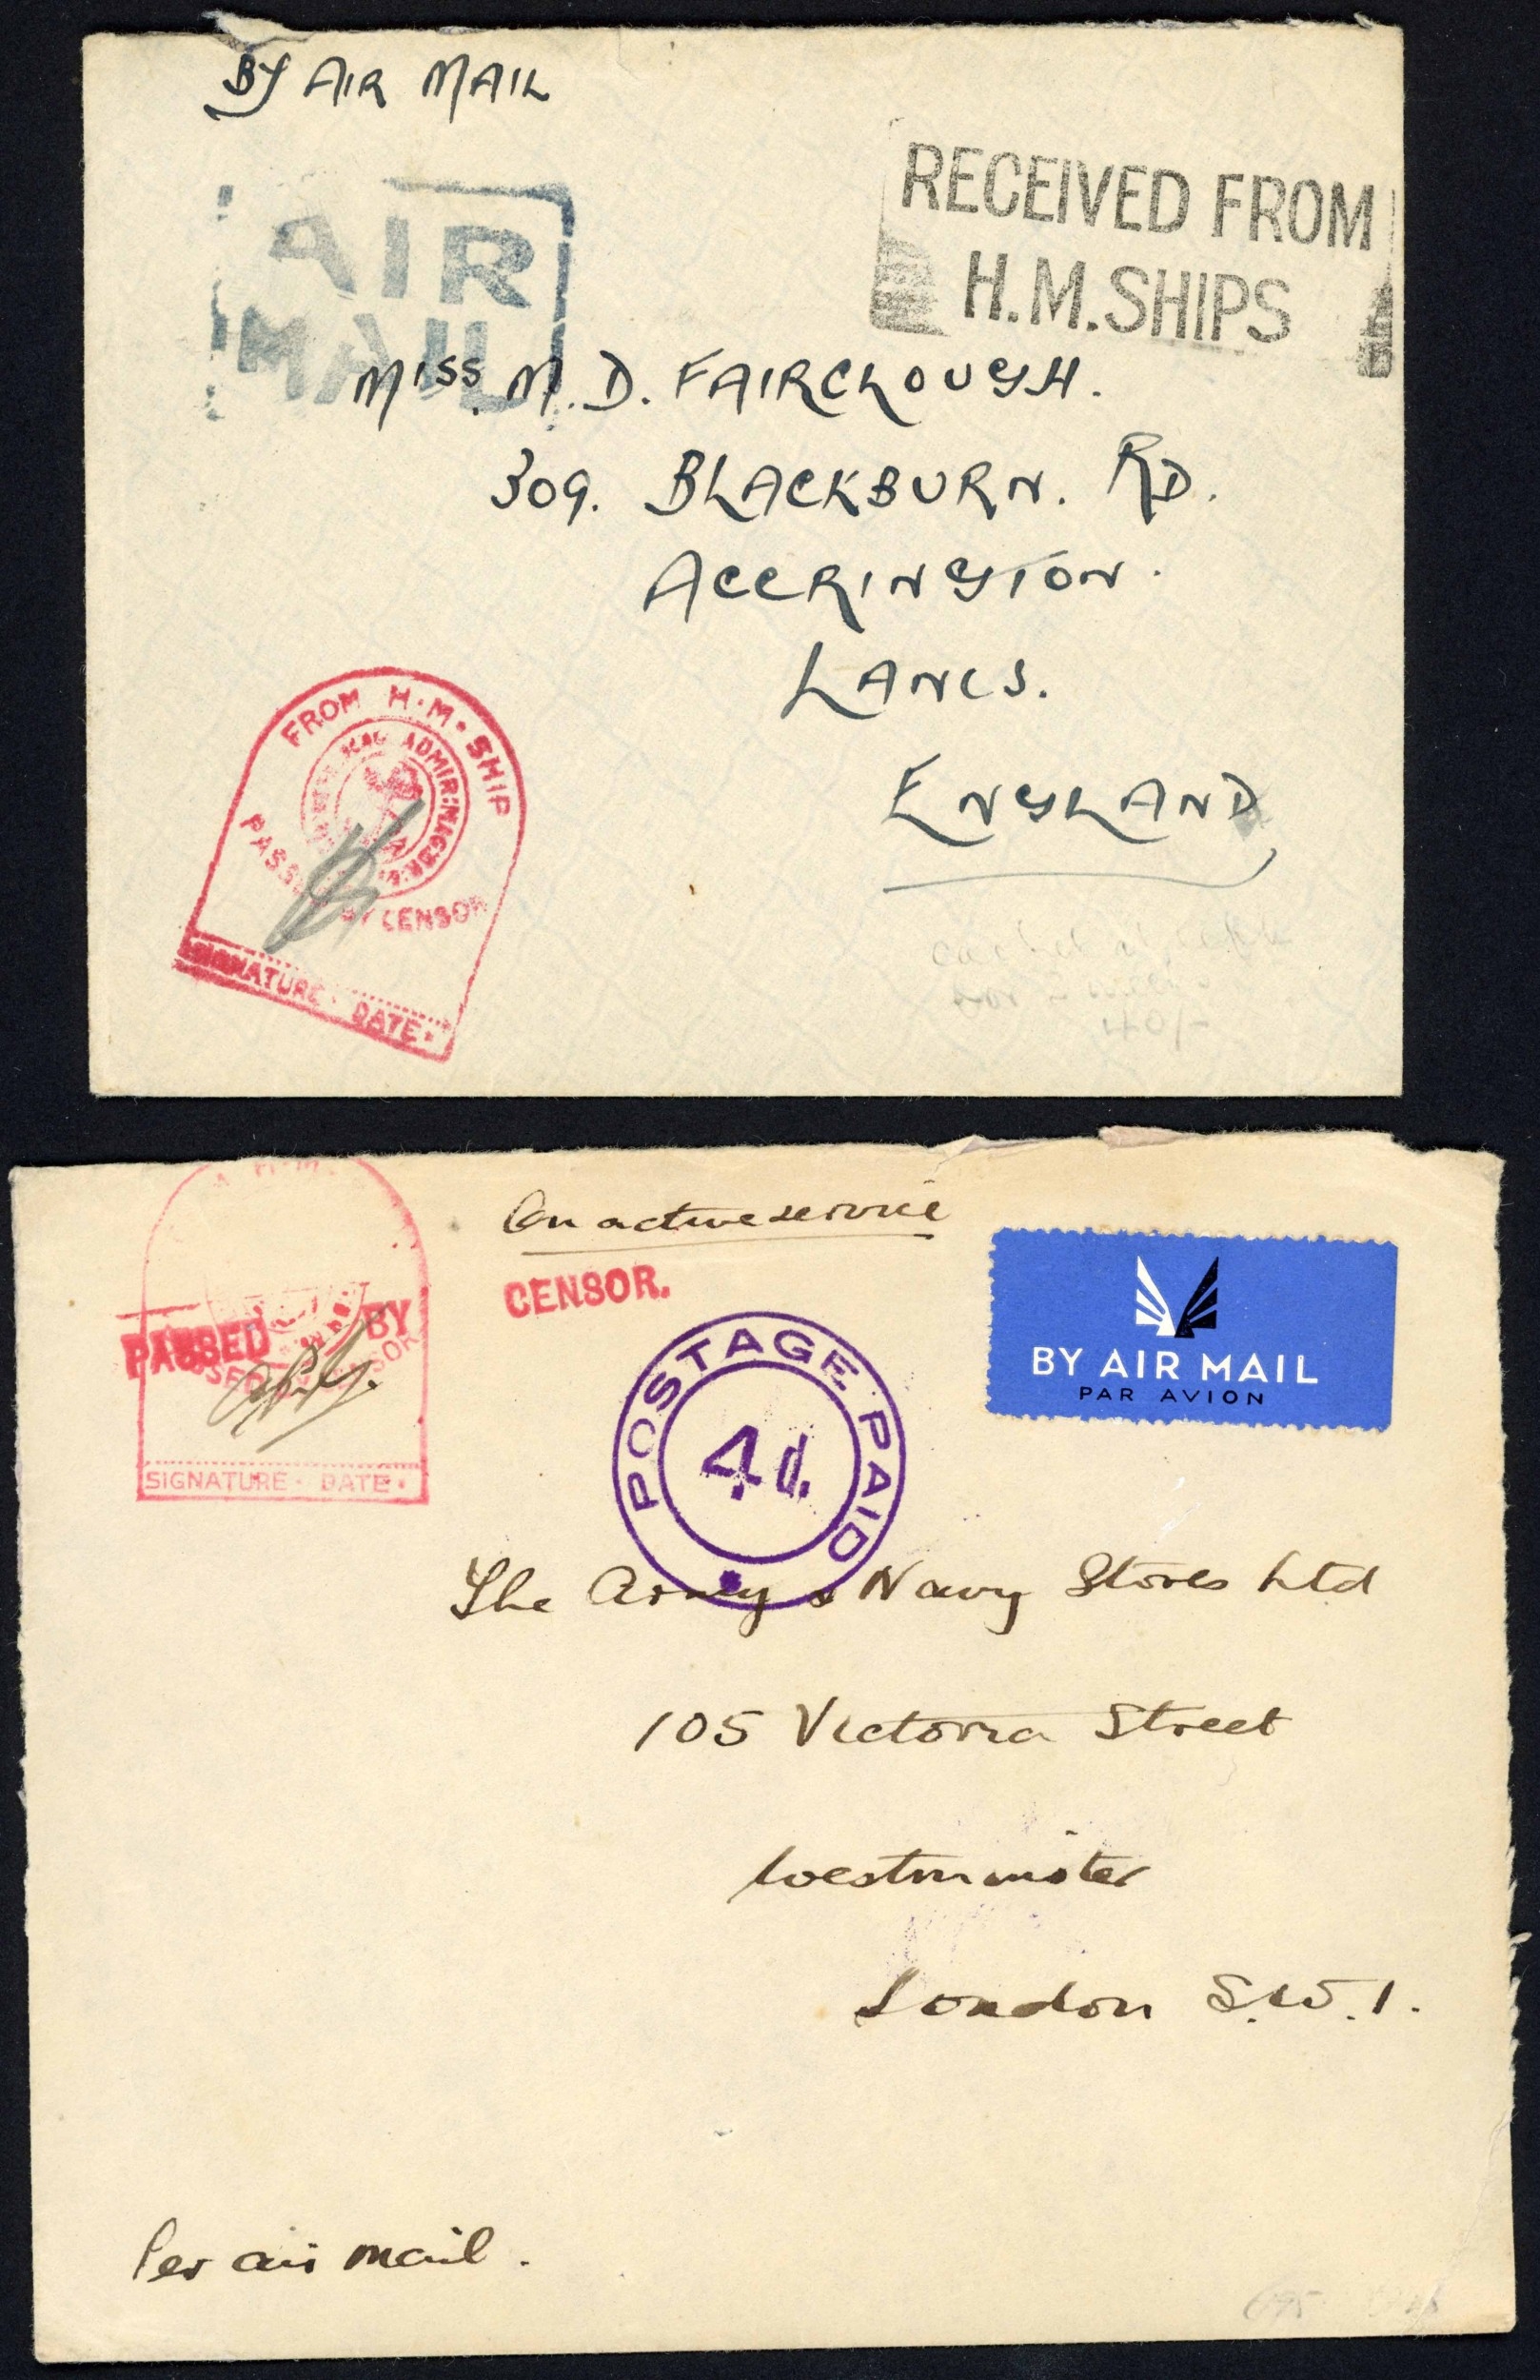 BY AIR MAIL
AIR
MAIL
RECEIVED FROM
H.M.SHIPS
MISS. M. D. FAIRCLOUGH.
309. BLACKBURN. RD.
ACCRINGTON.
LANCS.
ENGLAND
FROM H.M. SHIP
PASSED BY CENSOR
SIGNATURE · DATE ·
40/-
On active service
CENSOR.
PASSED BY
SIGNATURE · DATE ·
POSTAGE PAID
4d.
BY AIR MAIL
PAR AVION
The Army & Navy Stores Ltd
105 Victoria Street
Westminster
London S.W.1.
Per air mail.